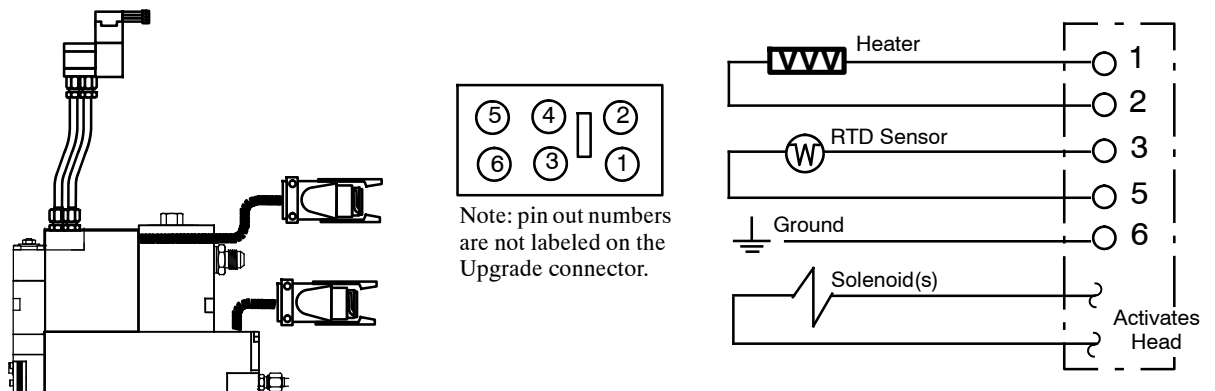 5 4 2
6 3 1
Note: pin out numbers
are not labeled on the
Upgrade connector.
Heater
1
2
RTD Sensor
3
5
Ground
6
Solenoid(s)
Activates
Head